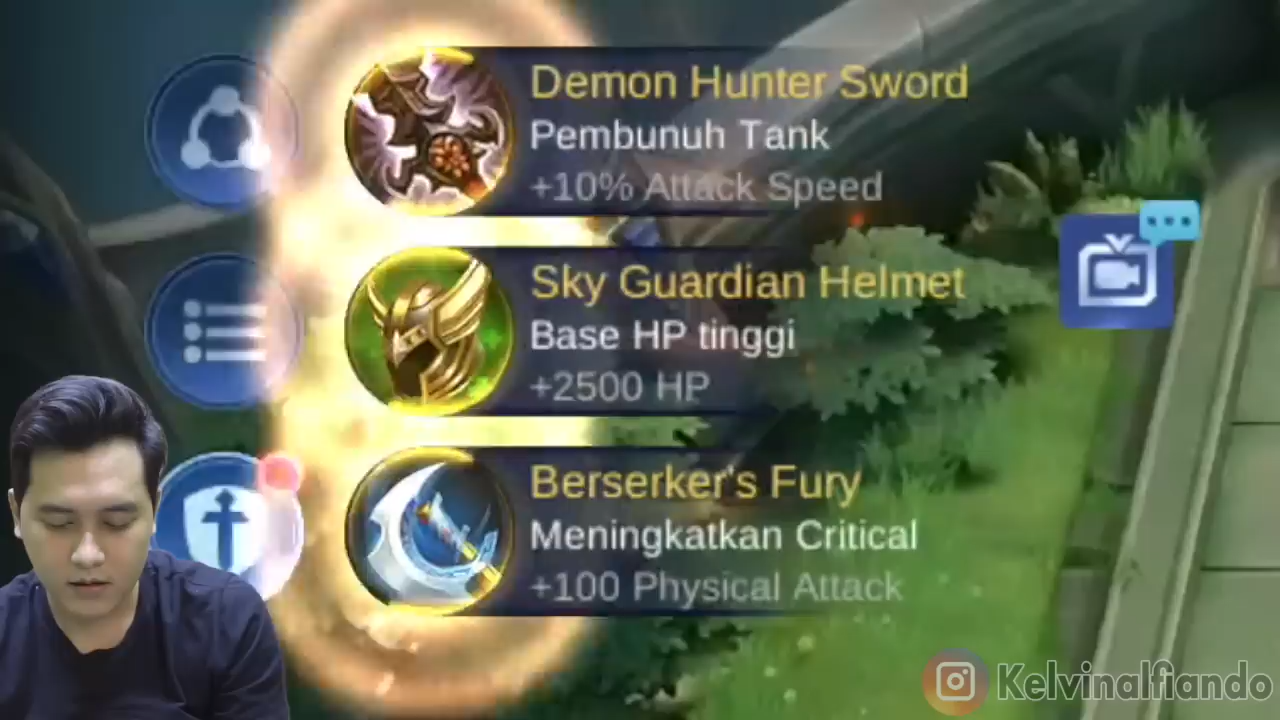 Demon Hunter Sword
Pembunuh Tank
+10% Attack Speed
Sky Guardian Helmet
Base HP tinggi
+2500 HP
Berserker's Fury
Meningkatkan Critical
+100 Physical Attack
Kelvinalfiando